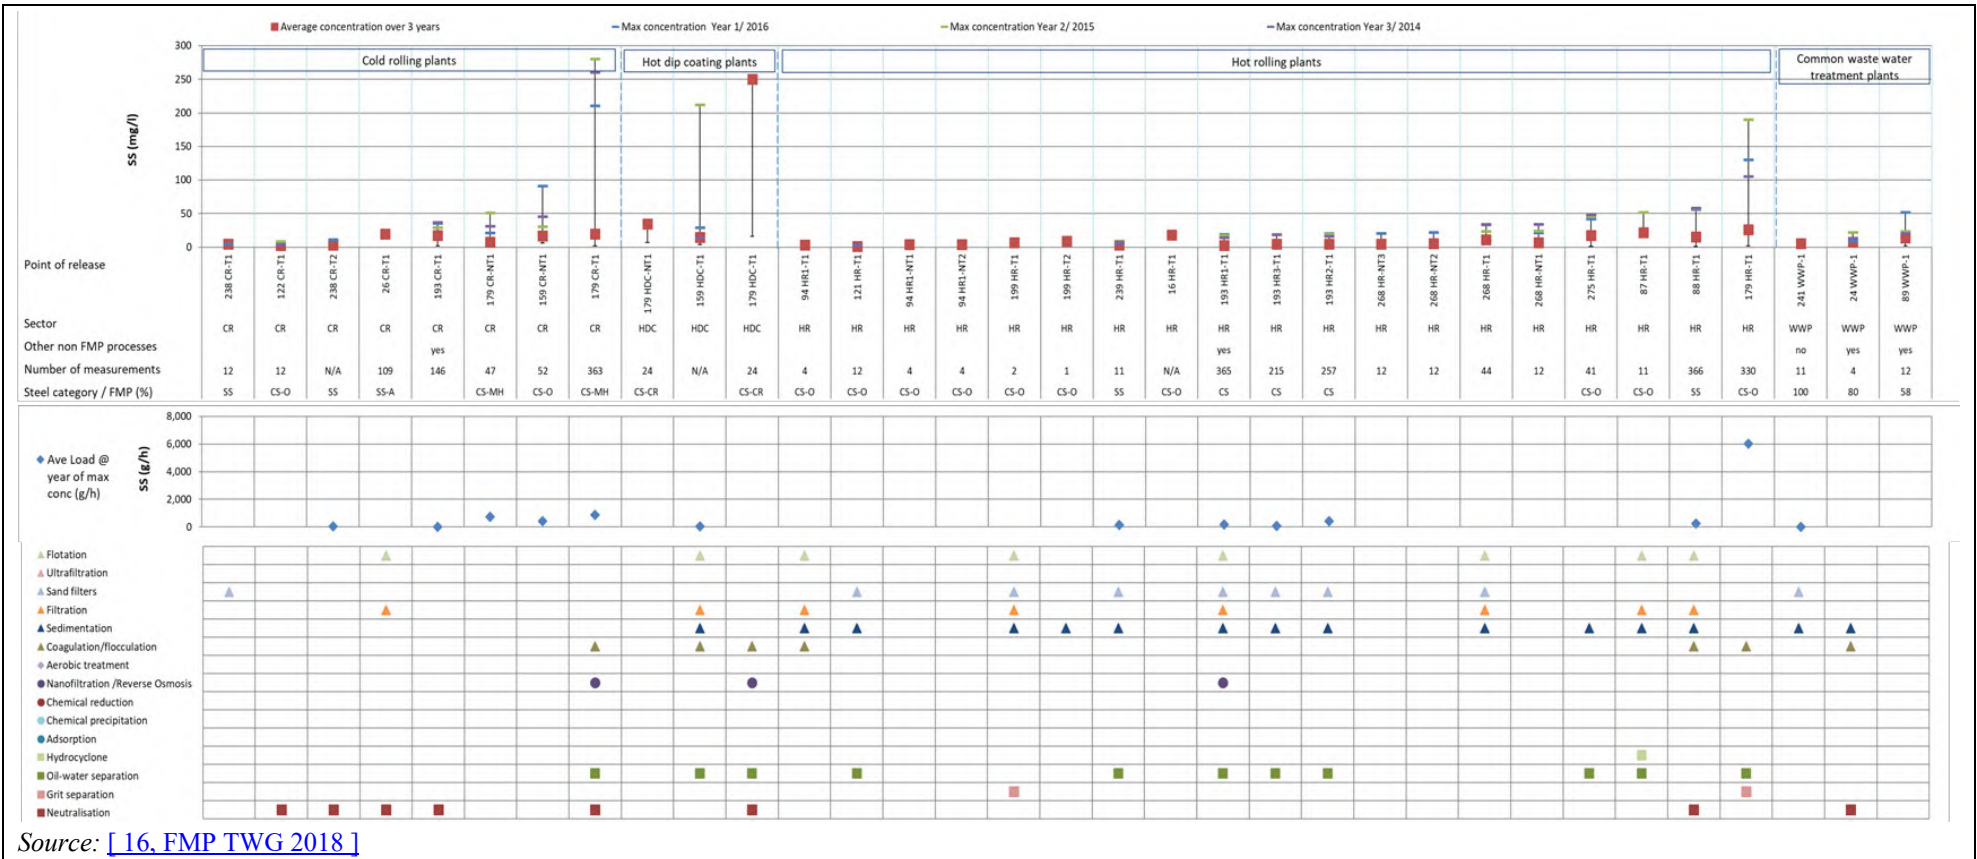 Average concentration over 3 years Max concentration Year 1/ 2016 Max concentration Year 2/ 2015 Max concentration Year 3/ 2014
Cold rolling plants Hot dip coating plants Hot rolling plants Common waste water
treatment plants
SS (mg/l)
300
250
200
150
100
50
0
Point of release 238 CR-T1 122 CR-T1 238 CR-T2 26 CR-T1 193 CR-T1 179 CR-NT1 159 CR-NT1 179 CR-T1 179 HDC-NT1 159 HDC-T1 179 HDC-T1 94 HR1-T1 121 HR-T1 94 HR1-NT1 94 HR1-NT2 199 HR-T1 199 HR-T2 239 HR-T1 16 HR-T1 193 HR1-T1 193 HR3-T1 193 HR2-T1 268 HR-NT3 268 HR-NT2 268 HR-T1 268 HR-NT1 275 HR-T1 87 HR-T1 88 HR-T1 179 HR-T1 241 WWP-1 24 WWP-1 89 WWP-1
Sector CR CR CR CR CR CR CR CR HDC HDC HDC HR HR HR HR HR HR HR HR HR HR HR HR HR HR HR HR HR HR HR WWP WWP WWP
Other non FMP processes yes yes no yes yes
Number of measurements 12 12 N/A 109 146 47 52 363 24 N/A 24 4 12 4 4 2 1 11 N/A 365 215 257 12 12 44 12 41 11 366 330 11 4 12
Steel category / FMP (%) SS CS-O SS SS-A CS-MH CS-O CS-MH CS-CR CS-CR CS-O CS-O CS-O CS-O CS-O CS-O SS CS-O CS CS CS CS-O CS-O SS CS-O 100 80 58
Ave Load @
year of max
conc (g/h)
SS (g/h)
8,000
6,000
4,000
2,000
0
Flotation
Ultrafiltration
Sand filters
Filtration
Sedimentation
Coagulation/flocculation
Aerobic treatment
Nanofiltration /Reverse Osmosis
Chemical reduction
Chemical precipitation
Adsorption
Hydrocyclone
Oil-water separation
Grit separation
Neutralisation
Source: [ 16, FMP TWG 2018 ]